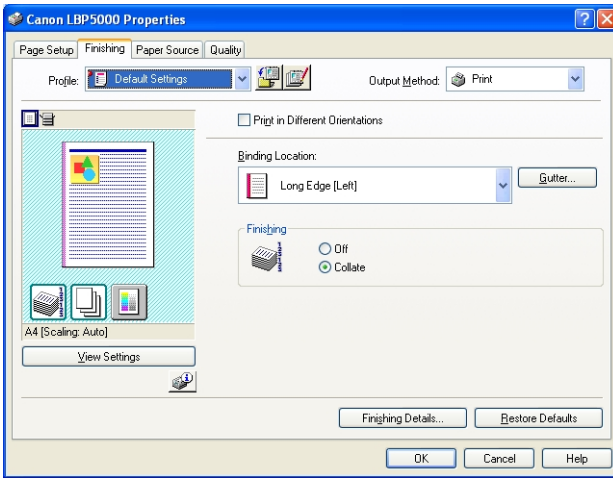 Canon LBP5000 Properties
Page Setup Finishing Paper Source Quality
Profile: Default Settings Output Method: Print
Print in Different Orientations
Binding Location:
Long Edge [Left] Gutter...
Finishing
Off
Collate
A4 [Scaling: Auto]
View Settings
Finishing Details... Restore Defaults
OK Cancel Help